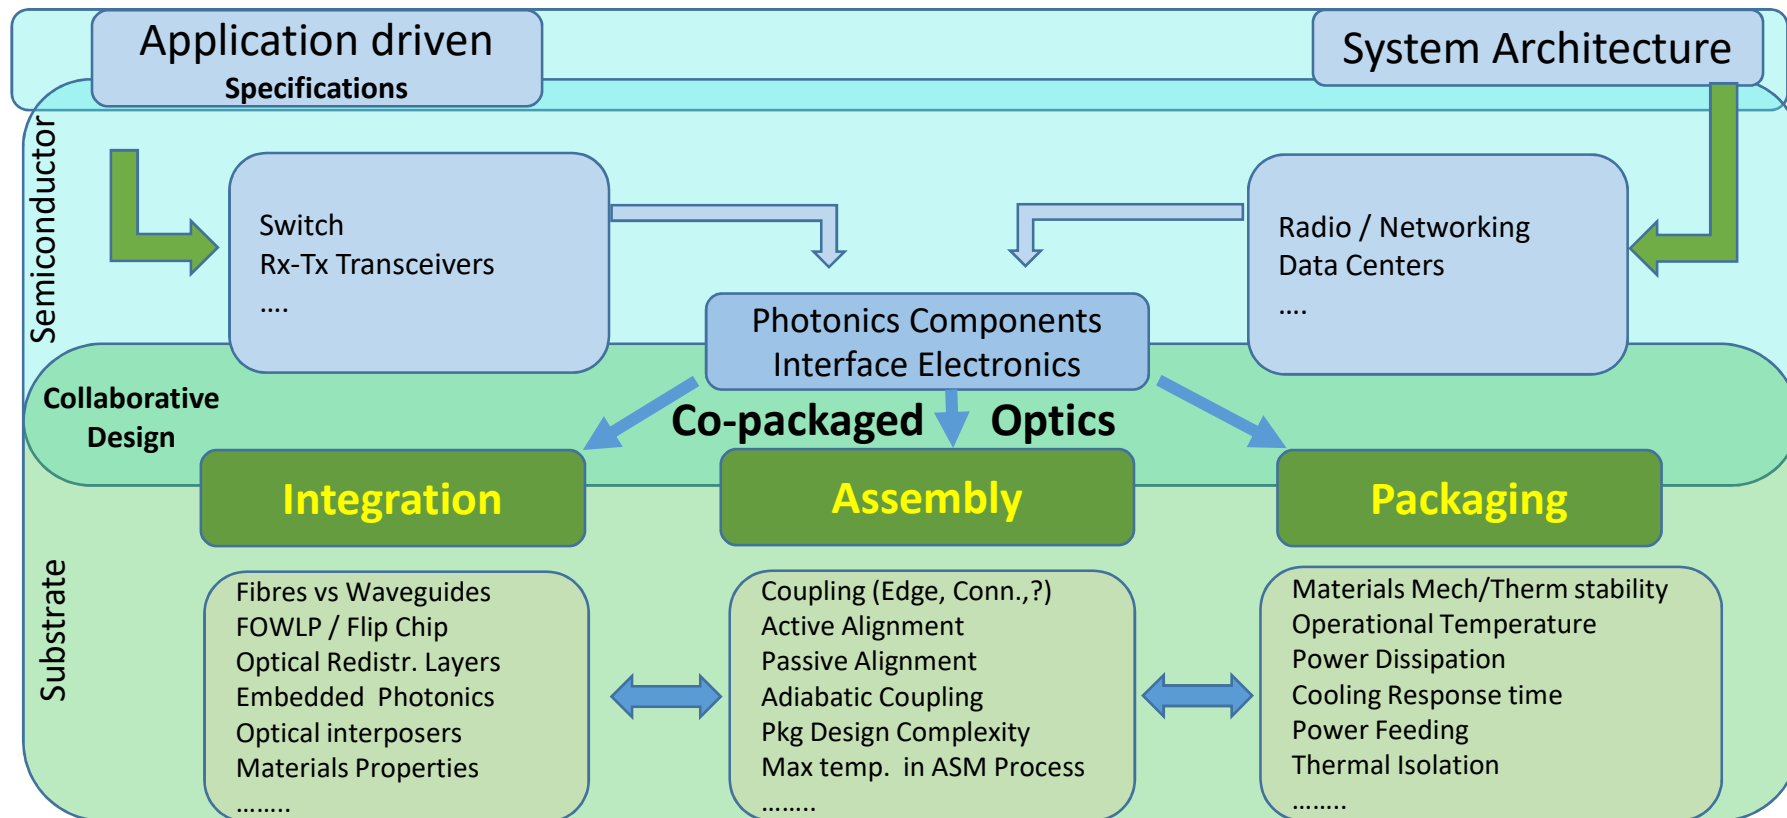 Application driven
Specifications
System Architecture
Semiconductor
Switch
Rx-Tx Transceivers
....
Radio / Networking
Data Centers
....
Photonics Components
Interface Electronics
Collaborative
Design
Co-packaged Optics
Integration
Assembly
Packaging
Substrate
Fibres vs Waveguides
FOWLP / Flip Chip
Optical Redistr. Layers
Embedded Photonics
Optical interposers
Materials Properties
........
Coupling (Edge, Conn.,?)
Active Alignment
Passive Alignment
Adiabatic Coupling
Pkg Design Complexity
Max temp. in ASM Process
........
Materials Mech/Therm stability
Operational Temperature
Power Dissipation
Cooling Response time
Power Feeding
Thermal Isolation
........